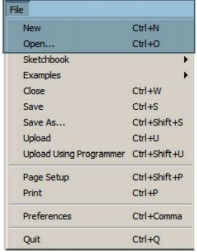 File
New Ctrl+N
Open... Ctrl+O
Sketchbook
Examples
Close Ctrl+W
Save Ctrl+S
Save As... Ctrl+Shift+S
Upload Ctrl+U
Upload Using Programmer Ctrl+Shift+U
Page Setup Ctrl+Shift+P
Print Ctrl+P
Preferences Ctrl+Comma
Quit Ctrl+Q